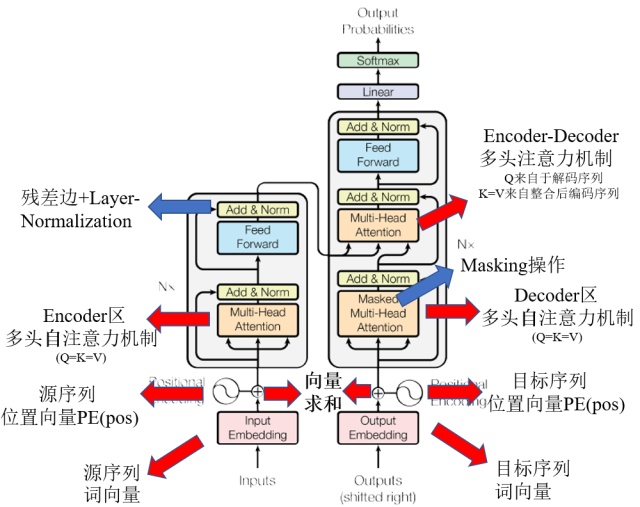 Output
Probabilities
Softmax
Linear
Add & Norm
Feed
Forward
Add & Norm
Multi-Head
Attention
Encoder-Decoder
多头注意力机制
Q来自于解码序列
K=V来自整合后编码序列
残差边+Layer-
Normalization
Add & Norm
Feed
Forward
N×
Add & Norm
Multi-Head
Attention
N×
Add & Norm
Masked
Multi-Head
Attention
Masking操作
Encoder区
多头自注意力机制
(Q=K=V)
Decoder区
多头自注意力机制
(Q=K=V)
Positional
Encoding
源序列
位置向量PE(pos)
向量
求和
Positional
Encoding
目标序列
位置向量PE(pos)
Input
Embedding
Output
Embedding
源序列
词向量
Inputs
Outputs
(shifted right)
目标序列
词向量